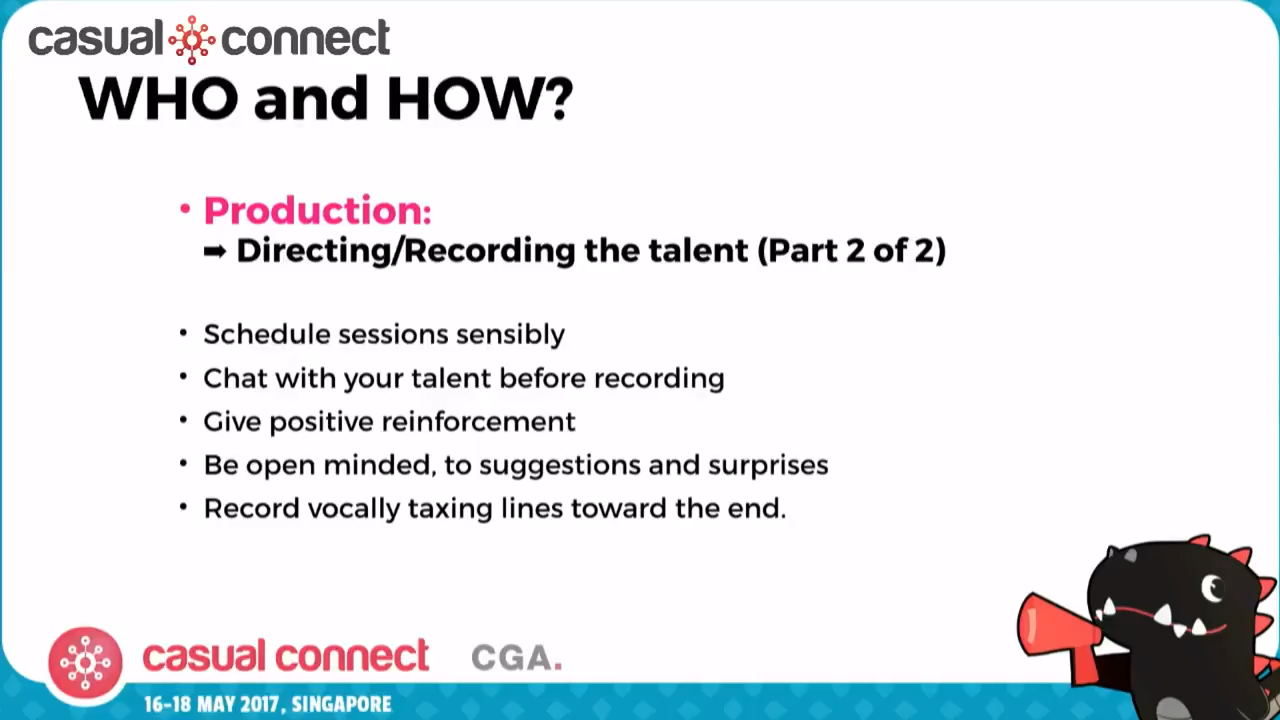 casual connect
WHO and HOW?
• Production:
➡ Directing/Recording the talent (Part 2 of 2)
• Schedule sessions sensibly
• Chat with your talent before recording
• Give positive reinforcement
• Be open minded, to suggestions and surprises
• Record vocally taxing lines toward the end.
casual connect CGA.
16-18 MAY 2017, SINGAPORE